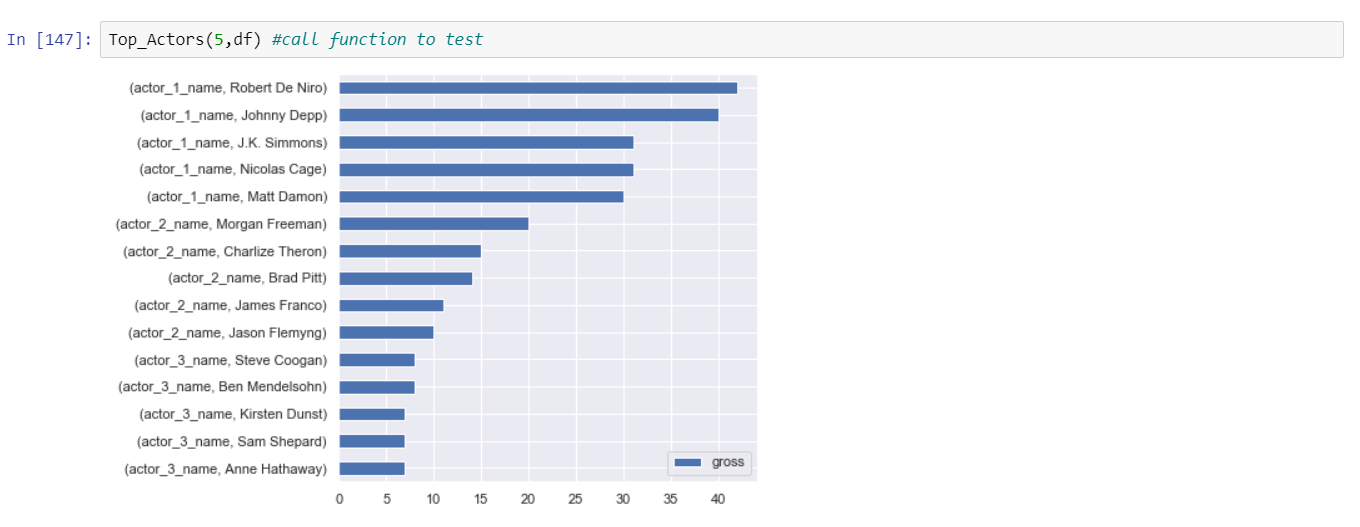 In [147]: Top_Actors(5,df) #call function to test
(actor_1_name, Robert De Niro)
(actor_1_name, Johnny Depp)
(actor_1_name, J.K. Simmons)
(actor_1_name, Nicolas Cage)
(actor_1_name, Matt Damon)
(actor_2_name, Morgan Freeman)
(actor_2_name, Charlize Theron)
(actor_2_name, Brad Pitt)
(actor_2_name, James Franco)
(actor_2_name, Jason Flemyng)
(actor_3_name, Steve Coogan)
(actor_3_name, Ben Mendelsohn)
(actor_3_name, Kirsten Dunst)
(actor_3_name, Sam Shepard)
(actor_3_name, Anne Hathaway)
gross
0 5 10 15 20 25 30 35 40